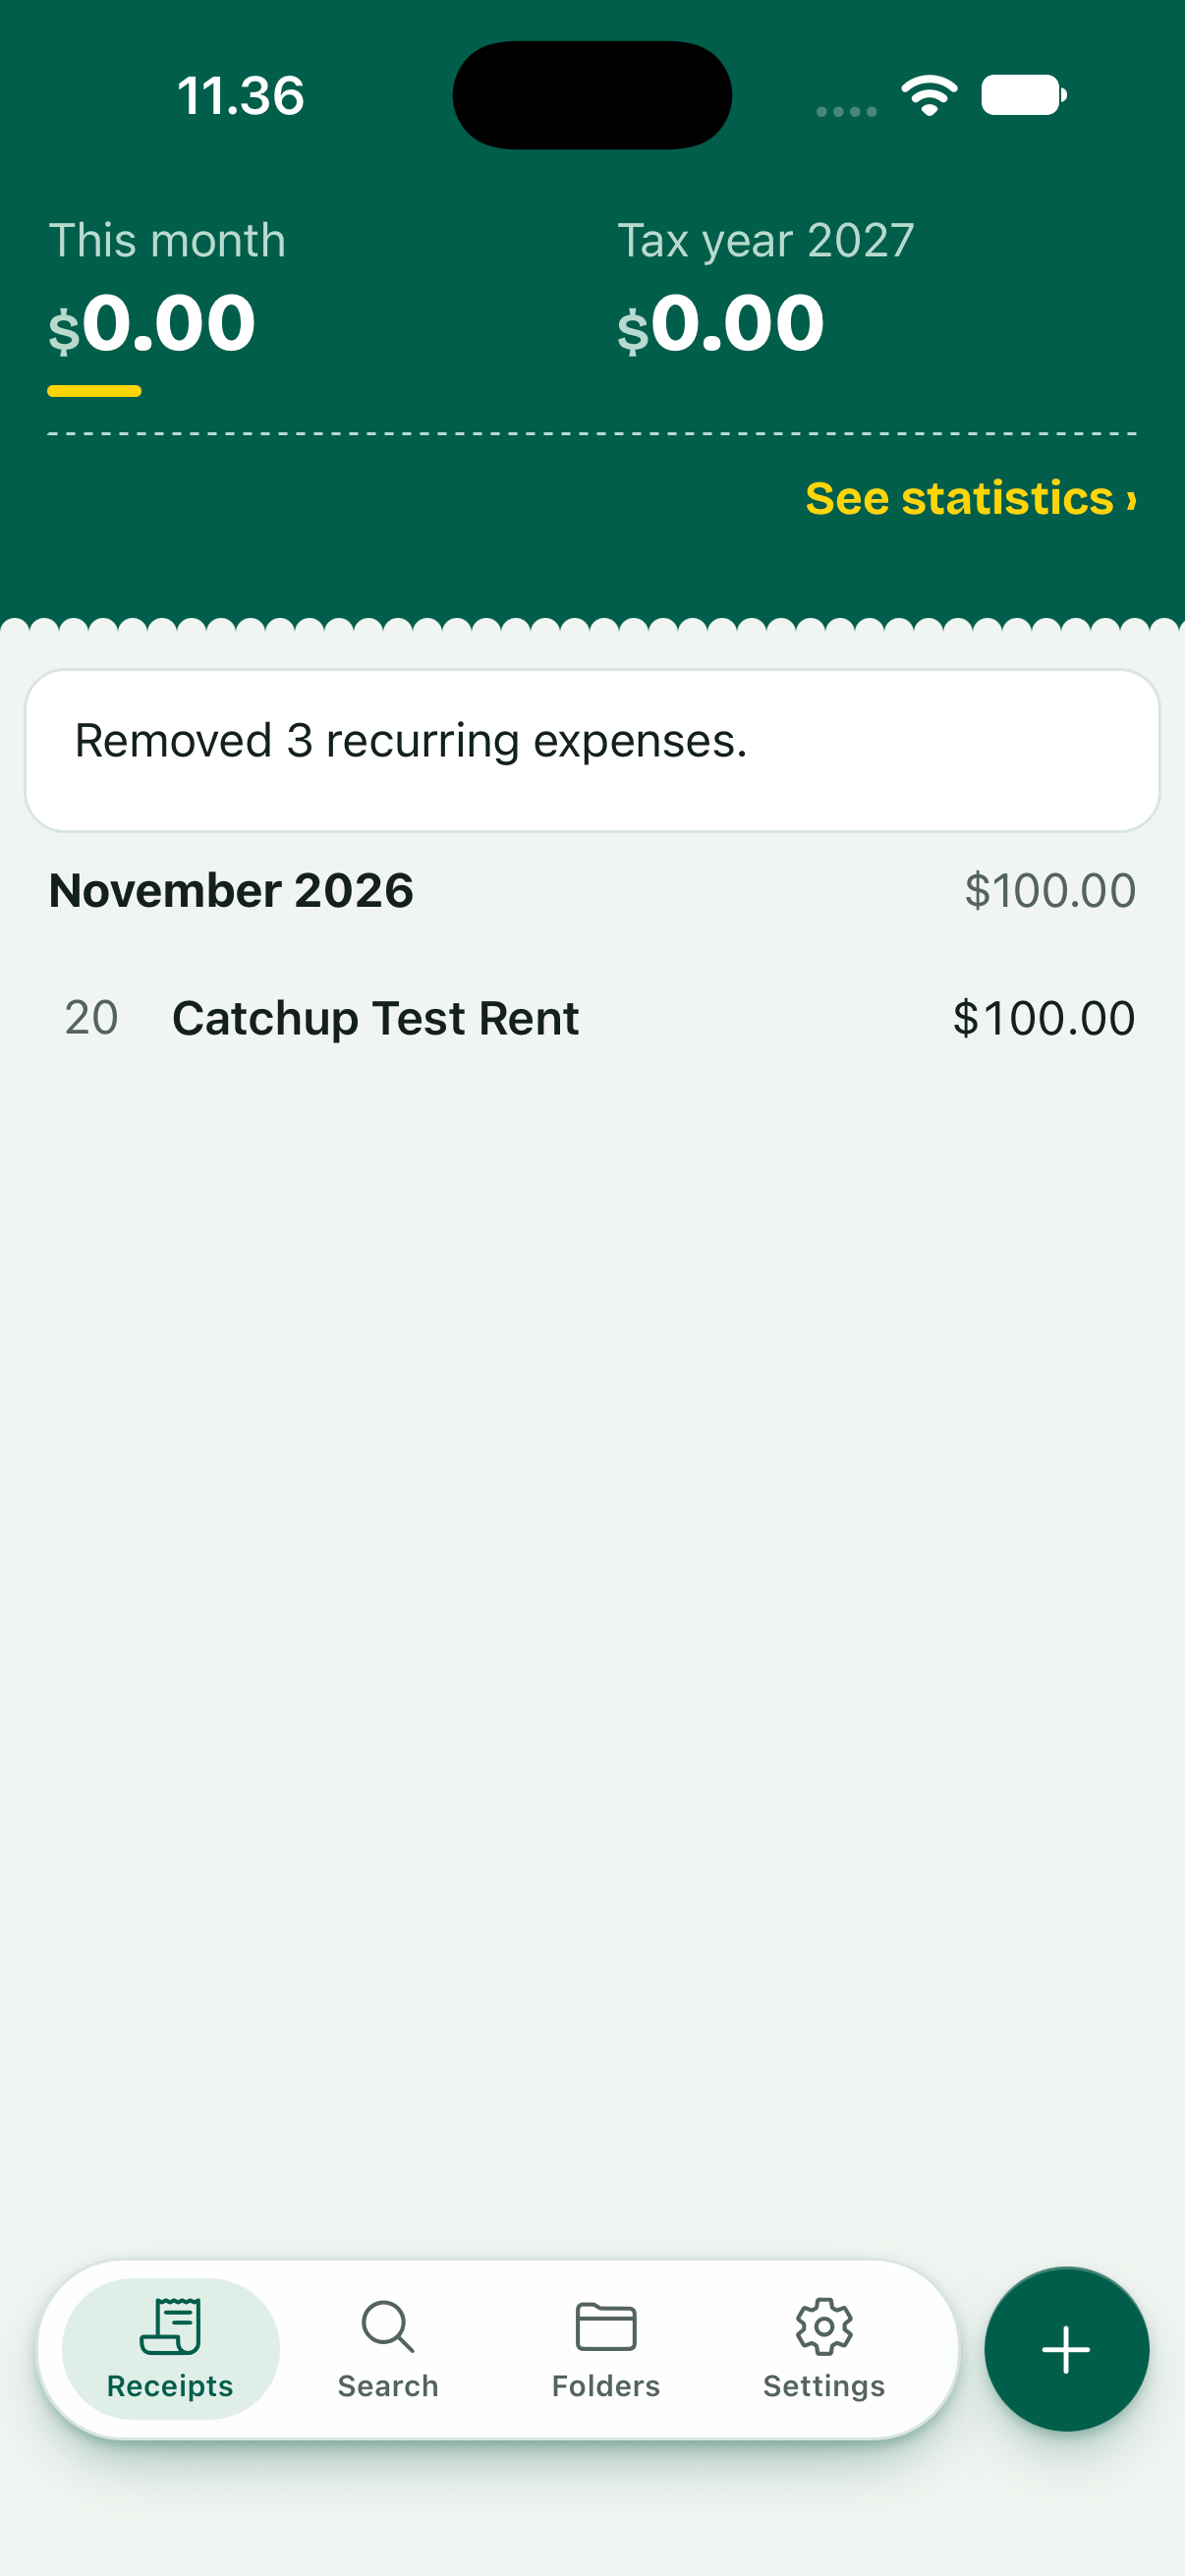 11.36
This month
Tax year 2027
$0.00
$0.00
See statistics ›
Removed 3 recurring expenses.
November 2026 $100.00
20 Catchup Test Rent $100.00
Receipts
Search
Folders
Settings